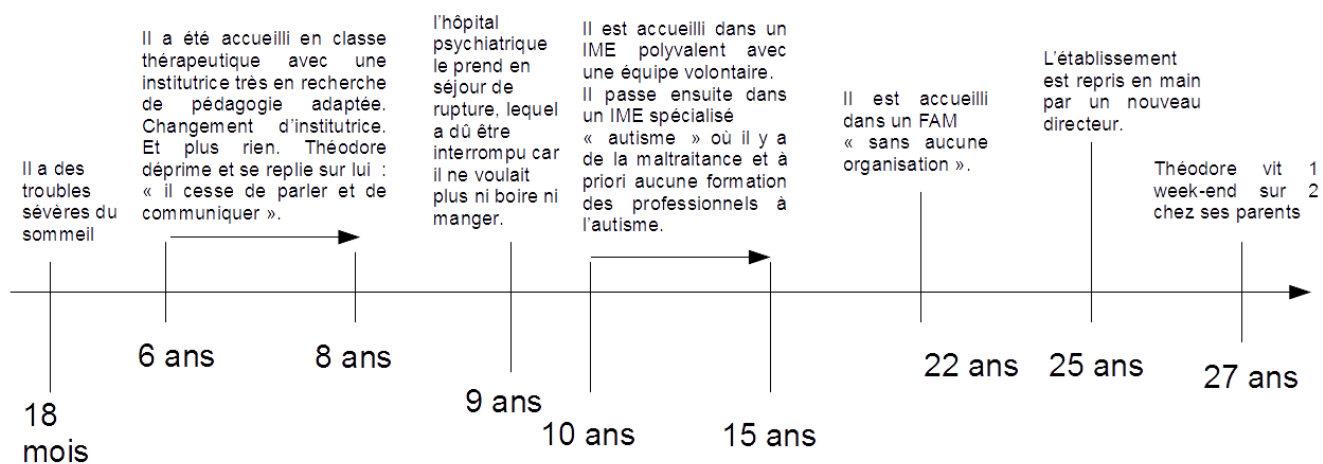 Il a des
troubles
sévères du
sommeil
Il a été accueilli en classe
thérapeutique avec une
institutrice très en recherche
de pédagogie adaptée.
Changement d'institutrice.
Et plus rien. Théodore
déprime et se replie sur lui :
« il cesse de parler et de
communiquer ».
l'hôpital
psychiatrique
le prend en
séjour de
rupture, lequel
a dû être
interrompu car
il ne voulait
plus ni boire ni
manger.
Il est accueilli dans un
IME polyvalent avec
une équipe volontaire.
Il passe ensuite dans
un IME spécialisé
« autisme » où il y a
de la maltraitance et à
priori aucune formation
des professionnels à
l'autisme.
Il est accueilli
dans un FAM
« sans aucune
organisation ».
L'établissement
est repris en main
par un nouveau
directeur.
Théodore vit 1
week-end sur 2
chez ses parents
18
mois
6 ans
8 ans
9 ans
10 ans
15 ans
22 ans
25 ans
27 ans